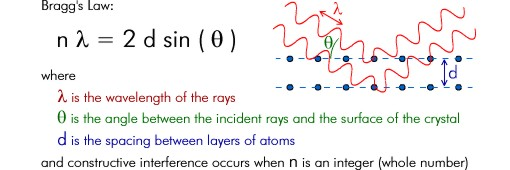 Bragg's Law:
n λ = 2 d sin ( θ )
where
λ is the wavelength of the rays
θ is the angle between the incident rays and the surface of the crystal
d is the spacing between layers of atoms
and constructive interference occurs when n is an integer (whole number)
λ
θ
d